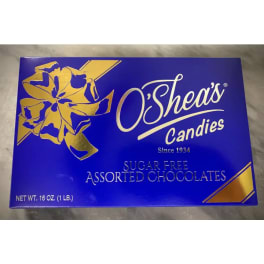 O'Shea's®
Candies
Since 1934
SUGAR FREE
ASSORTED CHOCOLATES
NET WT. 16 OZ. (1 LB.)